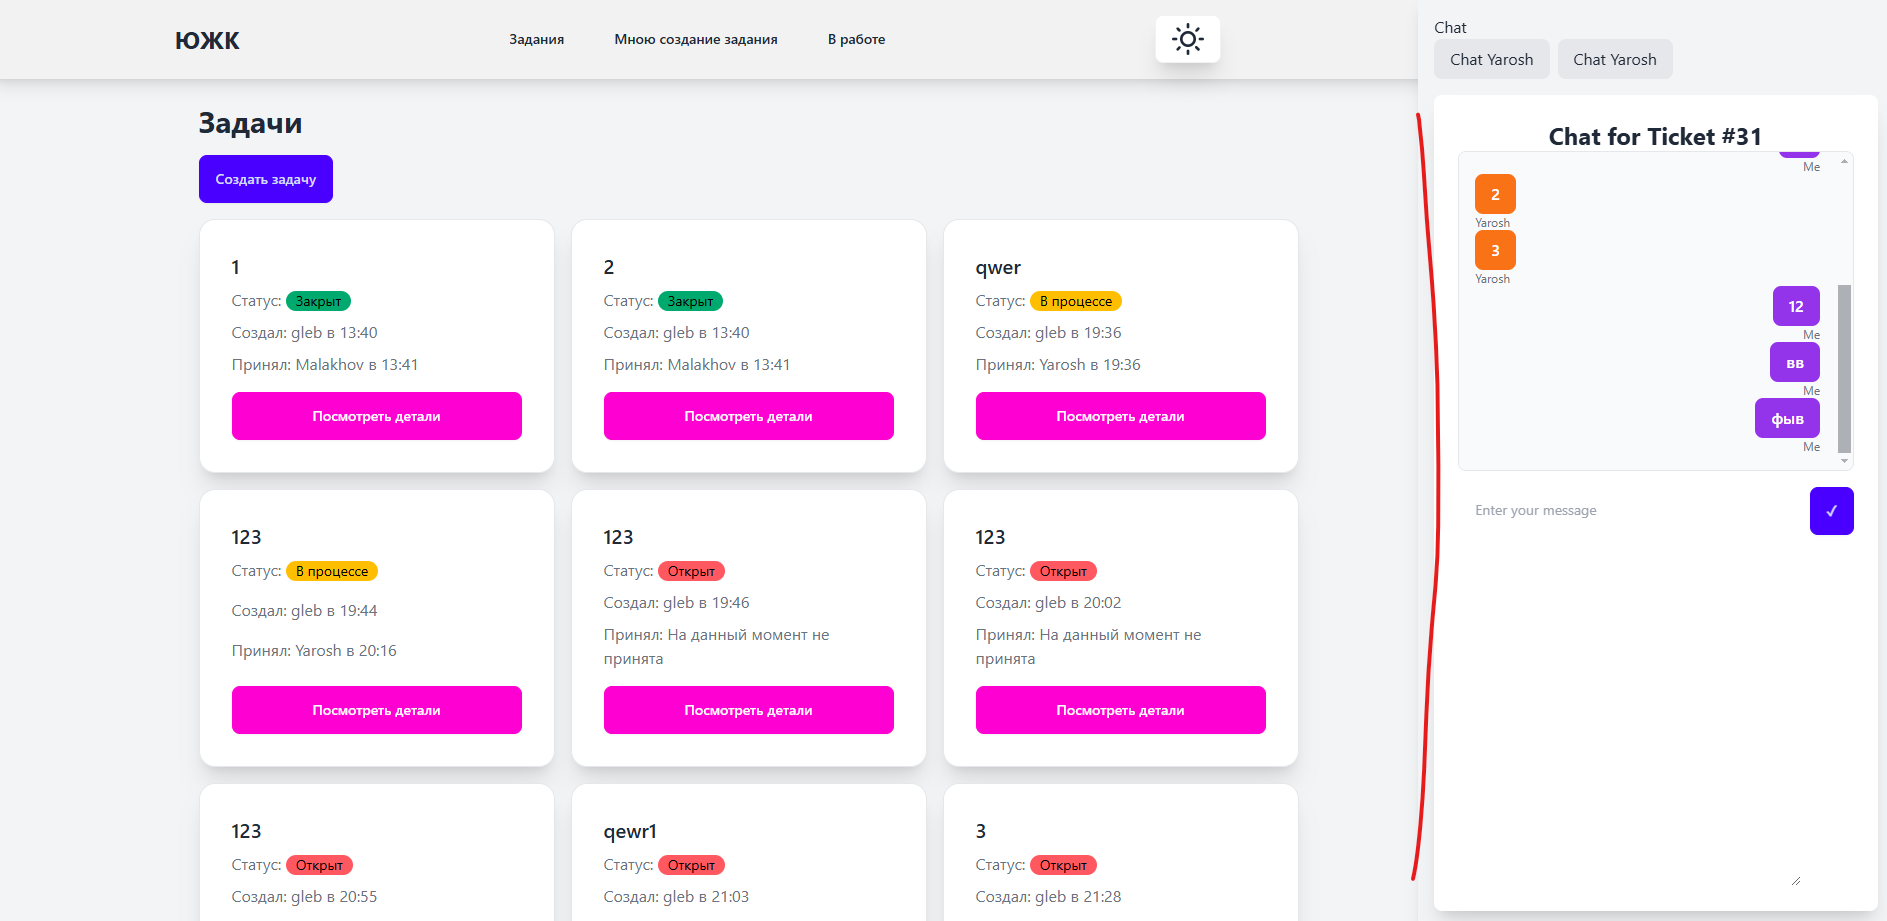 ЮЖК
Задания
Мною создание задания
В работе
Задачи
Создать задачу
1
Статус: Закрыт
Создал: gleb в 13:40
Принял: Malakhov в 13:41
Посмотреть детали
2
Статус: Закрыт
Создал: gleb в 13:40
Принял: Malakhov в 13:41
Посмотреть детали
qwer
Статус: В процессе
Создал: gleb в 19:36
Принял: Yarosh в 19:36
Посмотреть детали
123
Статус: В процессе
Создал: gleb в 19:44
Принял: Yarosh в 20:16
Посмотреть детали
123
Статус: Открыт
Создал: gleb в 19:46
Принял: На данный момент не
принята
Посмотреть детали
123
Статус: Открыт
Создал: gleb в 20:02
Принял: На данный момент не
принята
Посмотреть детали
123
Статус: Открыт
Создал: gleb в 20:55
qewr1
Статус: Открыт
Создал: gleb в 21:03
3
Статус: Открыт
Создал: gleb в 21:28
Chat
Chat Yarosh
Chat Yarosh
Chat for Ticket #31
Me
2
Yarosh
3
Yarosh
12
Me
вв
Me
фыв
Me
Enter your message
✓